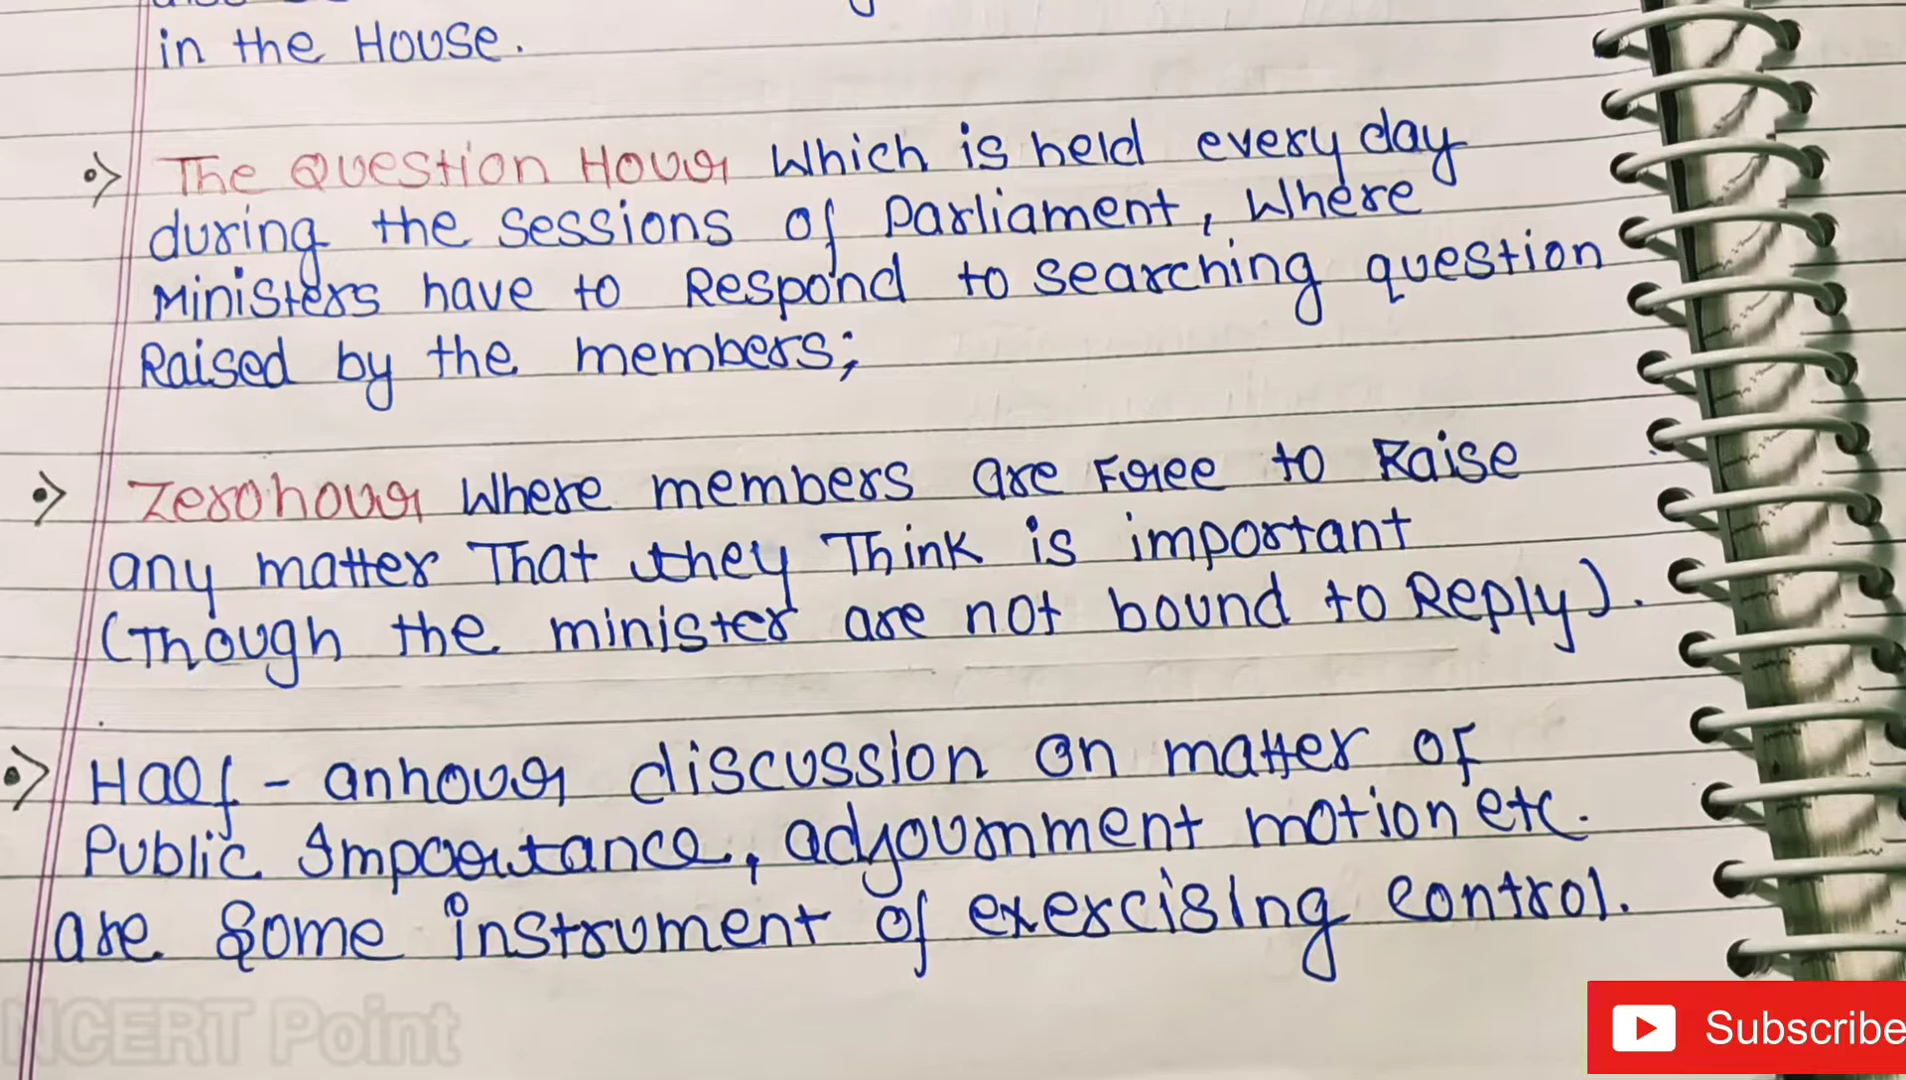 in the House.
The Question Hour Which is held every day
during the sessions of Parliament, Where
Ministers have to Respond to searching question
Raised by the members;
Zerohour Where members are Free to Raise
any matter That they Think is important
(Though the minister are not bound to Reply).
Half - anhour discussion on matter of
Public Impoortance, adjournment motion etc.
are Some instrument of exercising control.
NCERT Point
Subscribe